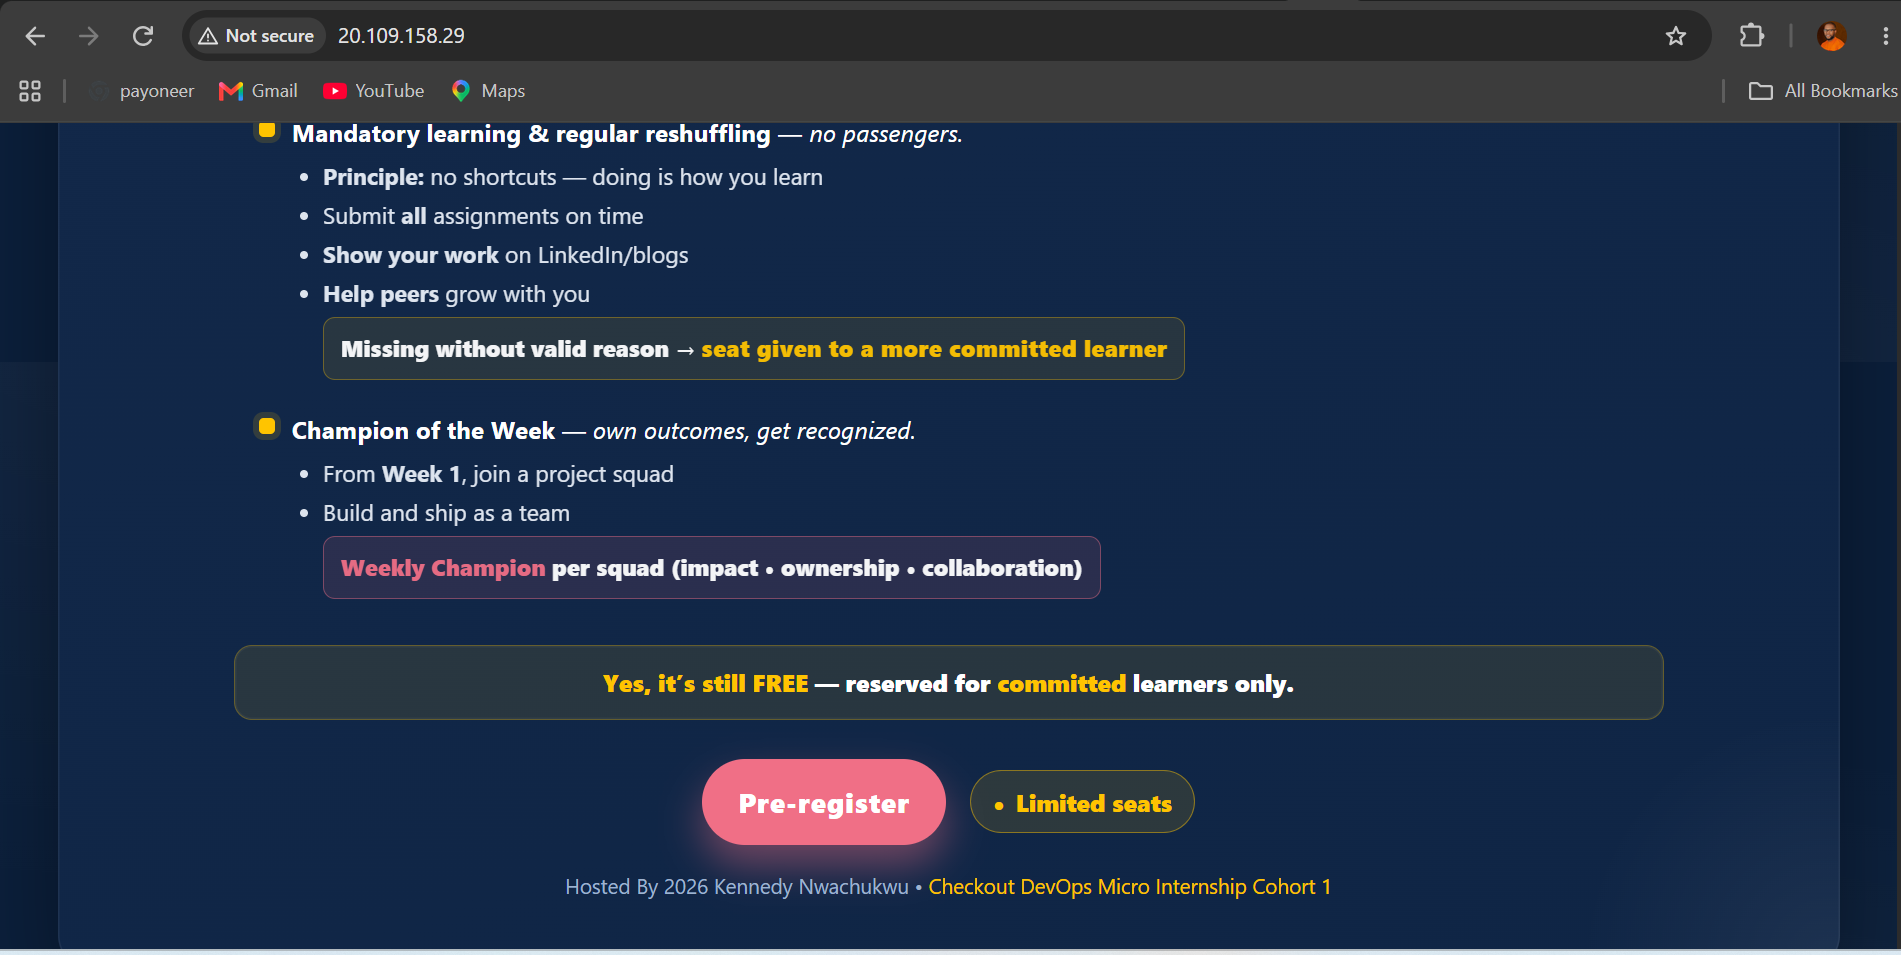 Not secure 20.109.158.29
payoneer Gmail YouTube Maps All Bookmarks
Mandatory learning & regular reshuffling — no passengers.
• Principle: no shortcuts — doing is how you learn
• Submit all assignments on time
• Show your work on LinkedIn/blogs
• Help peers grow with you
Missing without valid reason → seat given to a more committed learner
Champion of the Week — own outcomes, get recognized.
• From Week 1, join a project squad
• Build and ship as a team
Weekly Champion per squad (impact • ownership • collaboration)
Yes, it’s still FREE — reserved for committed learners only.
Pre-register • Limited seats
Hosted By 2026 Kennedy Nwachukwu • Checkout DevOps Micro Internship Cohort 1